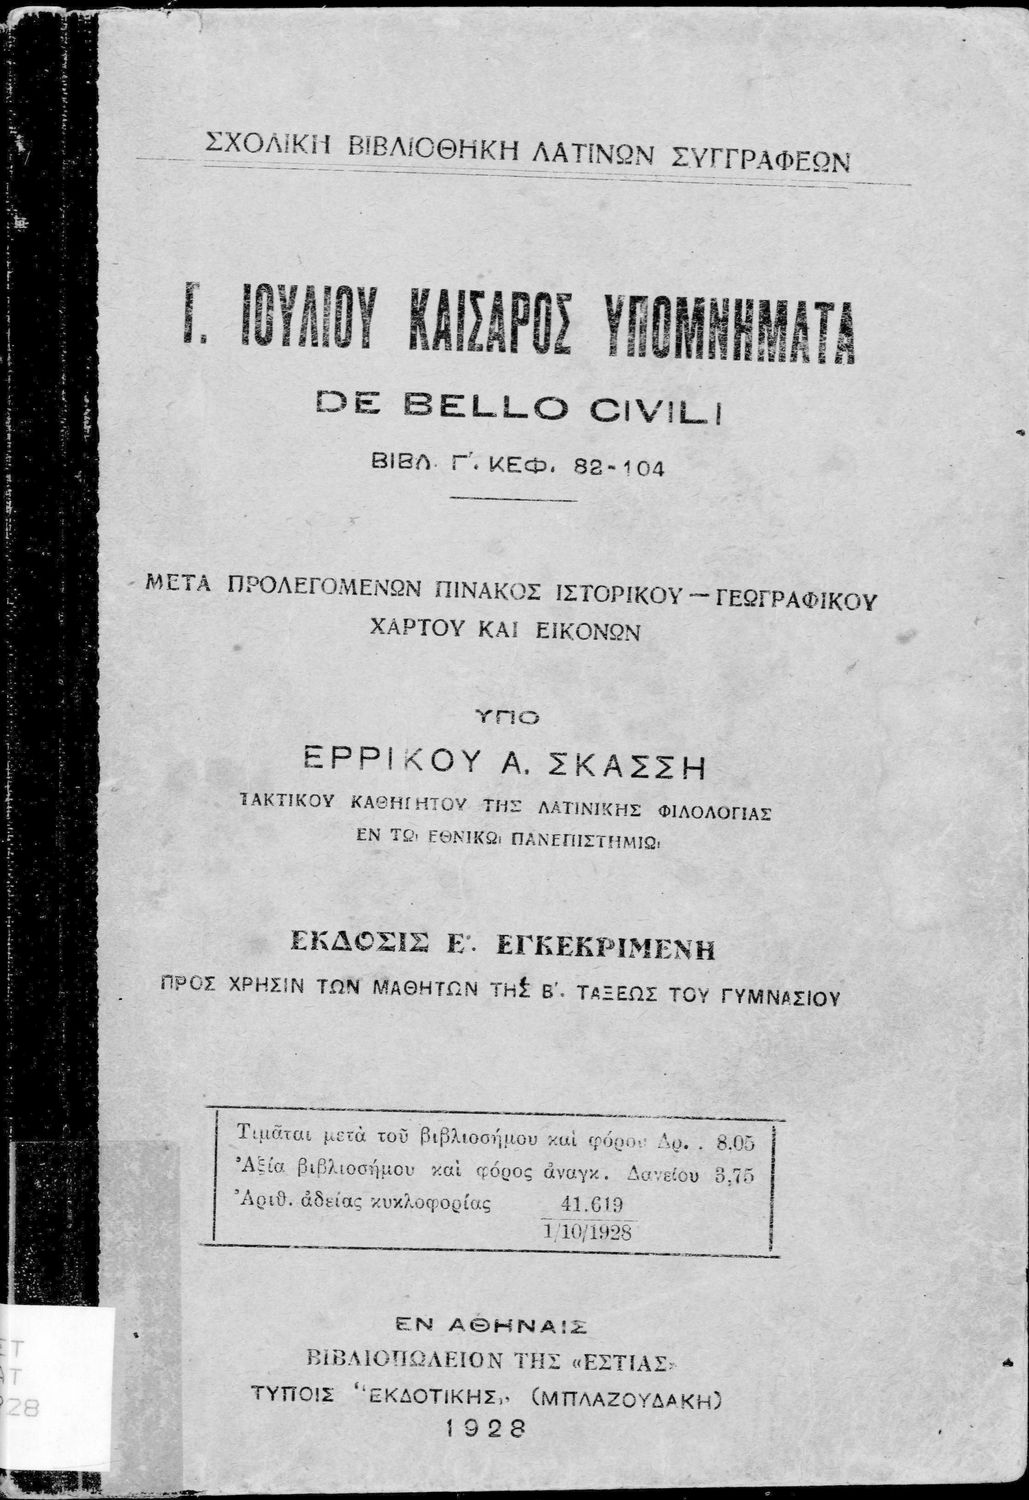 ΣΧΟΛΙΚΗ ΒΙΒΛΙΟΘΗΚΗ ΛΑΤΙΝΩΝ ΣΥΓΓΡΑΦΕΩΝ
Γ. ΙΟΥΛΙΟΥ ΚΑΙΣΑΡΟΣ ΥΠΟΜΝΗΜΑΤΑ
DE BELLO CIVILI
ΒΙΒΛ. Γ΄. ΚΕΦ. 82-104
ΜΕΤΑ ΠΡΟΛΕΓΟΜΕΝΩΝ ΠΙΝΑΚΟΣ ΙΣΤΟΡΙΚΟΥ — ΓΕΩΓΡΑΦΙΚΟΥ
ΧΑΡΤΟΥ ΚΑΙ ΕΙΚΟΝΩΝ
ΥΠΟ
ΕΡΡΙΚΟΥ Α. ΣΚΑΣΣΗ
ΤΑΚΤΙΚΟΥ ΚΑΘΗΓΗΤΟΥ ΤΗΣ ΛΑΤΙΝΙΚΗΣ ΦΙΛΟΛΟΓΙΑΣ
ΕΝ ΤΩι ΕΘΝΙΚΩι ΠΑΝΕΠΙΣΤΗΜΙΩι
ΕΚΔΟΣΙΣ Ε΄. ΕΓΚΕΚΡΙΜΕΝΗ
ΠΡΟΣ ΧΡΗΣΙΝ ΤΩΝ ΜΑΘΗΤΩΝ ΤΗΣ Β΄. ΤΑΞΕΩΣ ΤΟΥ ΓΥΜΝΑΣΙΟΥ
Τιμᾶται μετὰ τοῦ βιβλιοσήμου καὶ φόρου Δρ. . 8.05
Ἀξία βιβλιοσήμου καὶ φόρος ἀναγκ. Δανείου 3,75
Ἀριθ. ἀδείας κυκλοφορίας 41.619
1/10/1928
ΕΝ ΑΘΗΝΑΙΣ
ΒΙΒΛΙΟΠΩΛΕΙΟΝ ΤΗΣ «ΕΣΤΙΑΣ»
ΤΥΠΟΙΣ "ΕΚΔΟΤΙΚΗΣ,, (ΜΠΛΑΖΟΥΔΑΚΗ)
1928
ΕΤ
ΑΤ
928